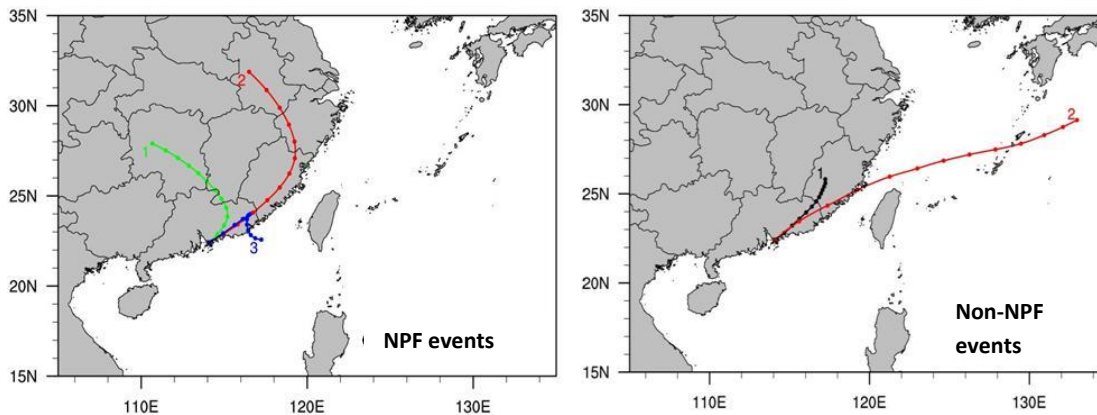 35N
30N
25N
20N
15N
110E
120E
130E
1
2
3
NPF events
35N
30N
25N
20N
15N
110E
120E
130E
1
2
Non-NPF
events